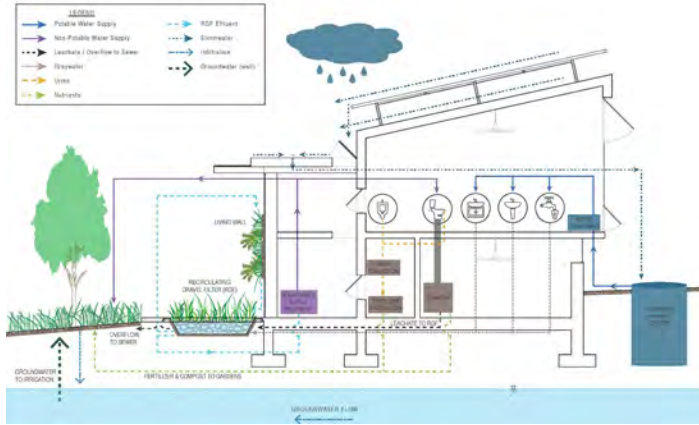 LEGEND
Potable Water Supply
Non-Potable Water Supply
Leachate / Overflow to Sewer
Greywater
Urine
Nutrients
RGF Effluent
Stormwater
Infiltration
Groundwater (well)
LIVING WALL
RECIRCULATING
GRAVEL FILTER (RGF)
LEACHATE TO RGF
OVERFLOW
TO SEWER
GROUNDWATER
TO IRRIGATION
FERTILIZER & COMPOST TO GARDENS
GROUNDWATER FLOW